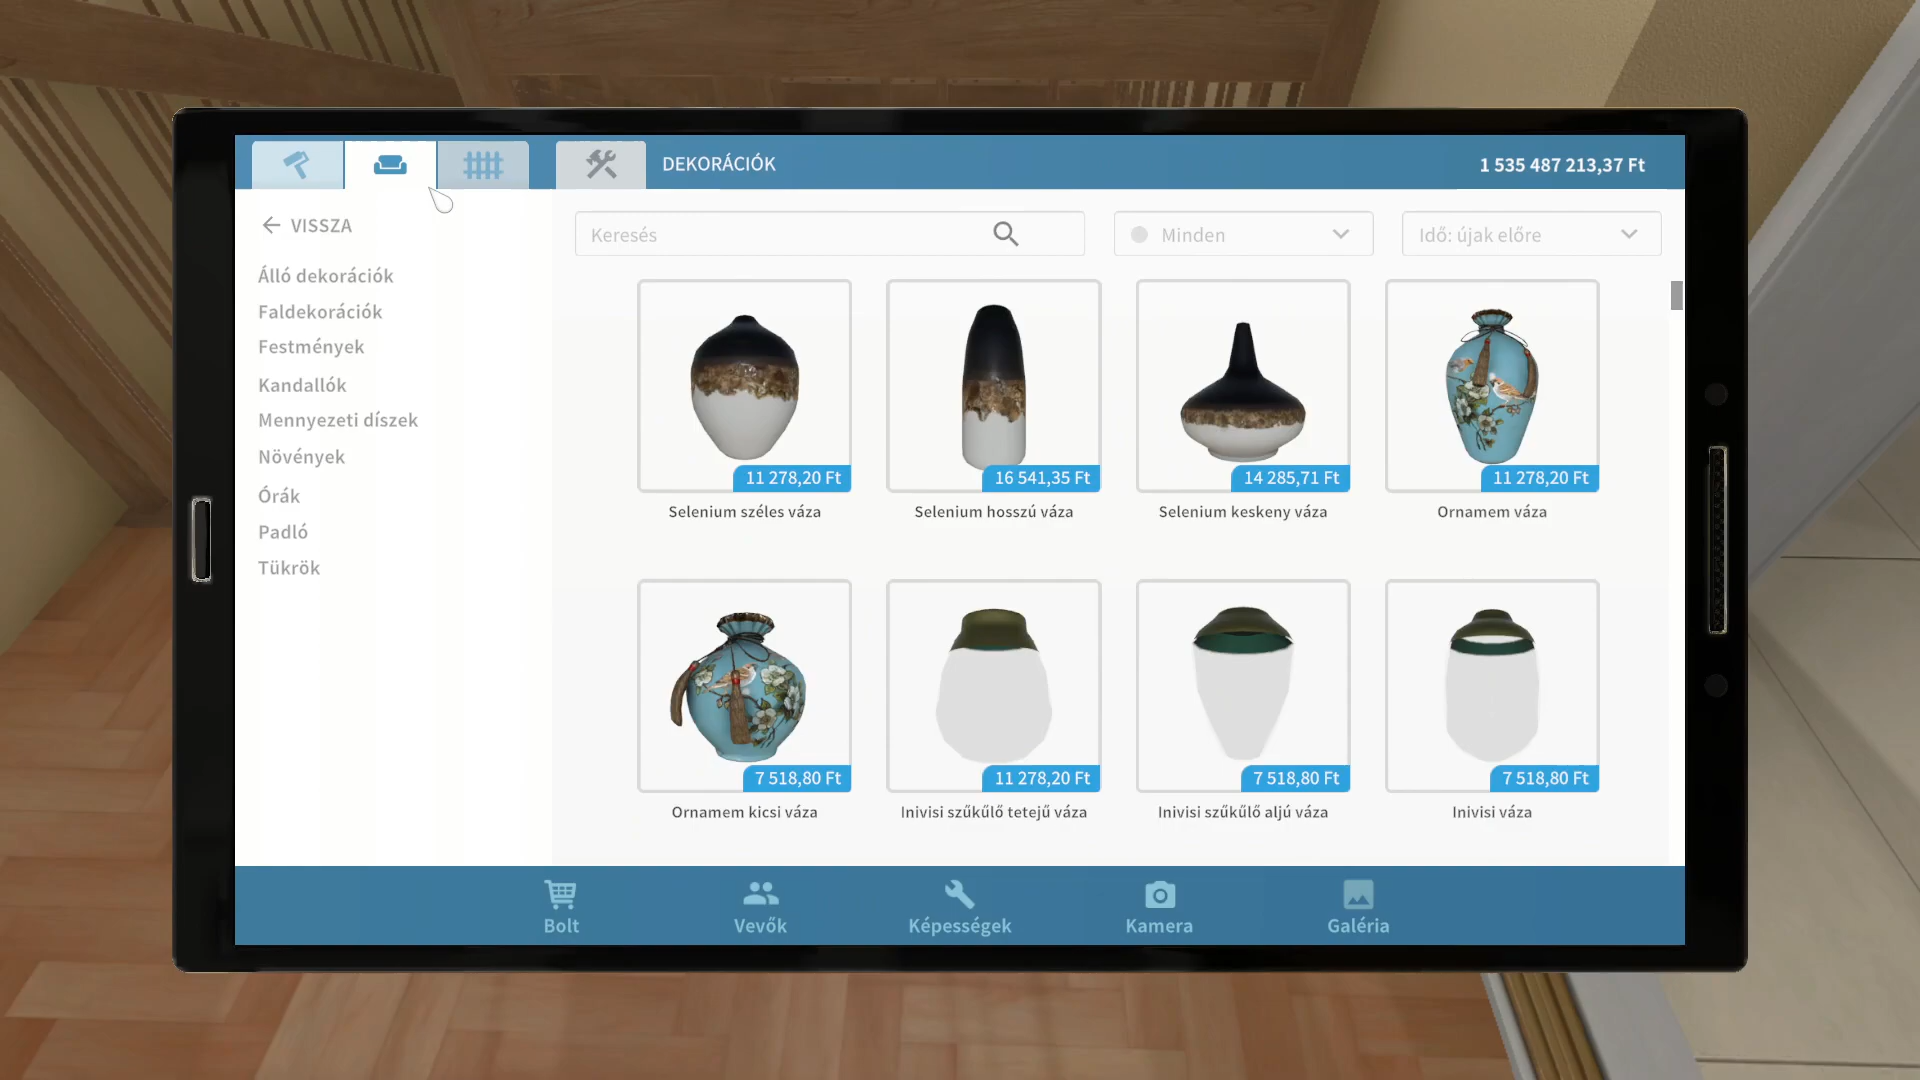 DEKORÁCIÓK
1 535 487 213,37 Ft
VISSZA
Álló dekorációk
Faldekorációk
Festmények
Kandallók
Mennyezeti díszek
Növények
Órák
Padló
Tükrök
Keresés
Minden
Idő: újak előre
11 278,20 Ft
16 541,35 Ft
14 285,71 Ft
11 278,20 Ft
Selenium széles váza
Selenium hosszú váza
Selenium keskeny váza
Ornamem váza
7 518,80 Ft
11 278,20 Ft
7 518,80 Ft
7 518,80 Ft
Ornamem kicsi váza
Inivisi szűkűlő tetejű váza
Inivisi szűkűlő aljú váza
Inivisi váza
Bolt
Vevők
Képességek
Kamera
Galéria